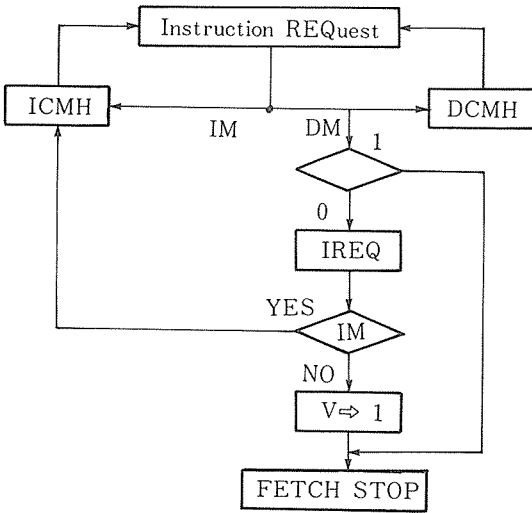 Instruction REQuest
ICMH
DCMH
IM
DM
1
0
IREQ
YES
IM
NO
V⇨ 1
FETCH STOP